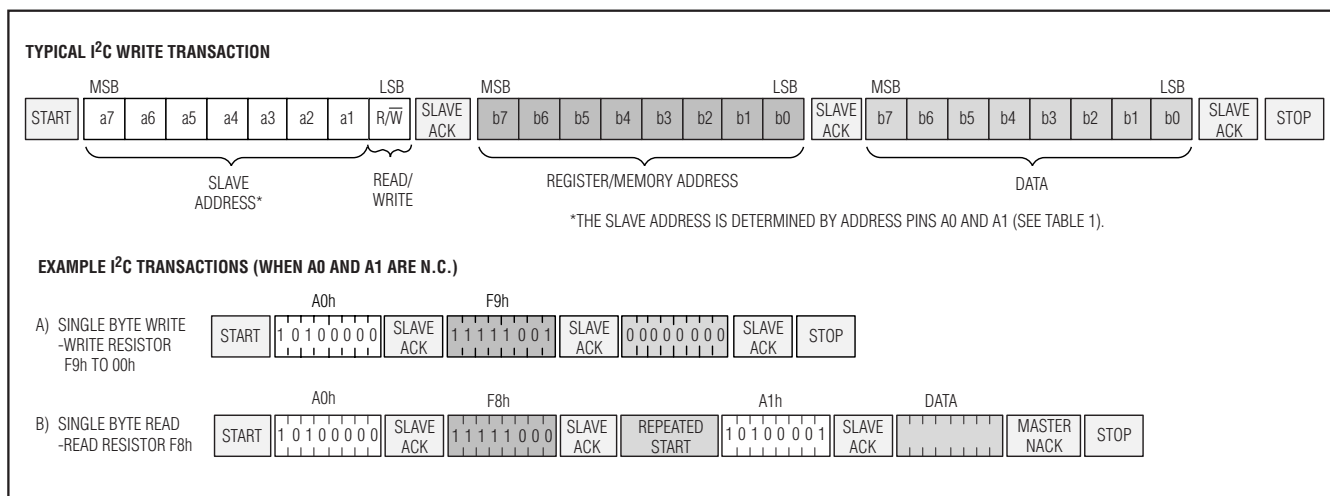 TYPICAL I²C WRITE TRANSACTION
MSB LSB MSB LSB MSB LSB
START a7 a6 a5 a4 a3 a2 a1 R/W̅ SLAVE ACK b7 b6 b5 b4 b3 b2 b1 b0 SLAVE ACK b7 b6 b5 b4 b3 b2 b1 b0 SLAVE ACK STOP
SLAVE ADDRESS* READ/ WRITE REGISTER/MEMORY ADDRESS DATA
*THE SLAVE ADDRESS IS DETERMINED BY ADDRESS PINS A0 AND A1 (SEE TABLE 1).
EXAMPLE I²C TRANSACTIONS (WHEN A0 AND A1 ARE N.C.)
A0h F9h
A) SINGLE BYTE WRITE
-WRITE RESISTOR
F9h TO 00h
START 1 0 1 0 0 0 0 0 SLAVE ACK 1 1 1 1 1 0 0 1 SLAVE ACK 0 0 0 0 0 0 0 0 SLAVE ACK STOP
A0h F8h A1h DATA
B) SINGLE BYTE READ
-READ RESISTOR F8h
START 1 0 1 0 0 0 0 0 SLAVE ACK 1 1 1 1 1 0 0 0 SLAVE ACK REPEATED START 1 0 1 0 0 0 0 1 SLAVE ACK MASTER NACK STOP